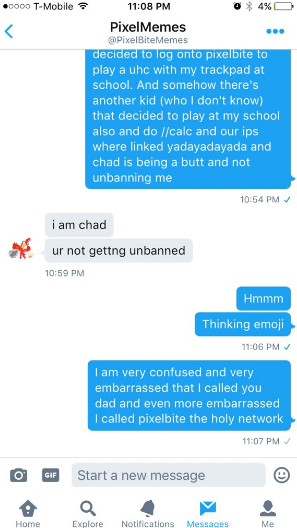 T-Mobile 11:08 PM 4%
PixelMemes
@PixelBiteMemes
decided to log onto pixelbite to
play a uhc with my trackpad at
school. And somehow there's
another kid (who I don't know)
that decided to play at my school
also and do //calc and our ips
where linked yadayadayada and
chad is being a butt and not
unbanning me
10:54 PM ✓
i am chad
ur not gettng unbanned
10:59 PM
Hmmm
Thinking emoji
11:06 PM ✓
I am very confused and very
embarrassed that I called you
dad and even more embarrassed
I called pixelbite the holy network
11:07 PM ✓
GIF Start a new message
Home Explore Notifications Messages Me